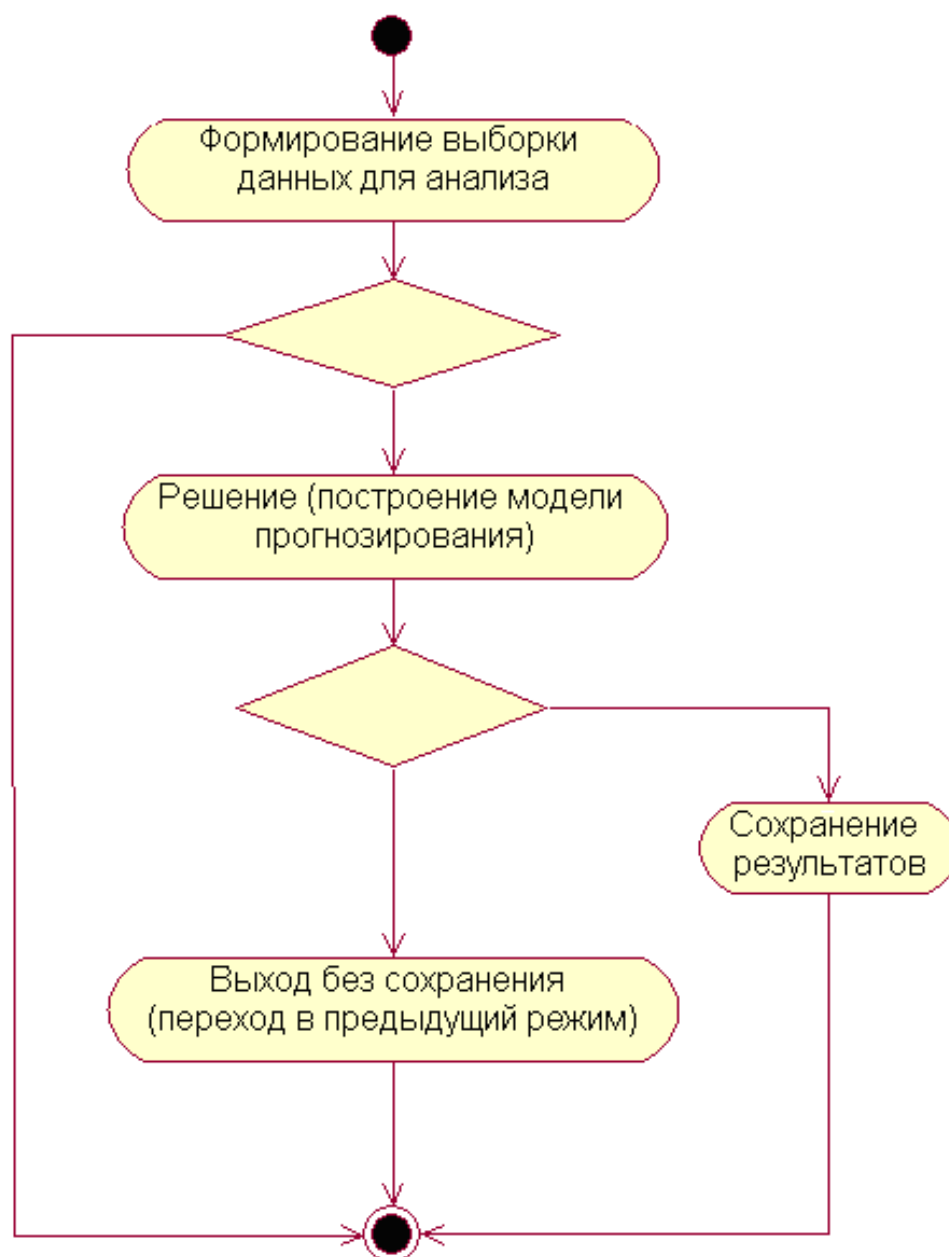 Формирование выборки
данных для анализа
Решение (построение модели
прогнозирования)
Сохранение
результатов
Выход без сохранения
(переход в предыдущий режим)